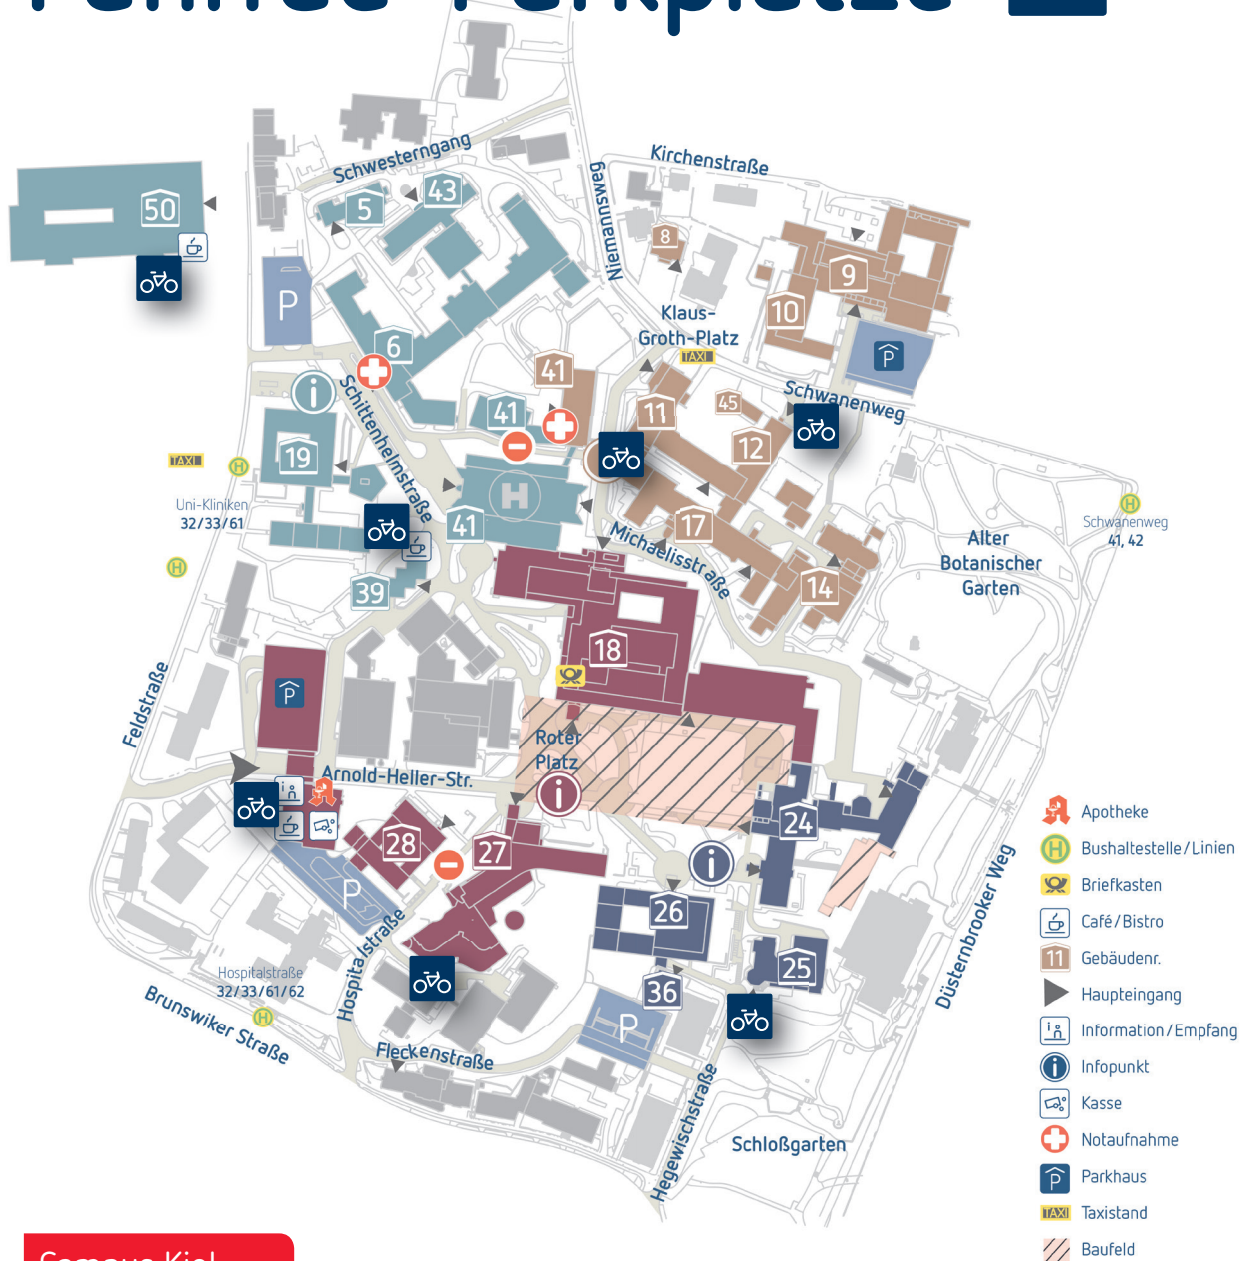 Schwesterngang
Kirchenstraße
Niemannsweg
50
5
43
8
9
10
P
Klaus-
Groth-Platz
TAXI
P
6
41
Schwanenweg
i
41
11
45
12
Schittenhelmstraße
19
TAXI
H
H
Uni-Kliniken
32/33/61
41
17
Michaelisstraße
H
Schwanenweg
41, 42
Alter
Botanischer
Garten
H
39
14
18
P
Feldstraße
Roter
Platz
i
Arnold-Heller-Str.
i
28
27
24
i
P
26
25
36
Hospitalstraße
Hospitalstraße
32/33/61/62
H
Brunswiker Straße
P
Fleckenstraße
Hegewischstraße
Schloßgarten
Düsternbrooker Weg
Apotheke
H Bushaltestelle/Linien
Briefkasten
Café/Bistro
11 Gebäudenr.
Haupteingang
i Information/Empfang
i Infopunkt
Kasse
Notaufnahme
P Parkhaus
TAXI Taxistand
Baufeld